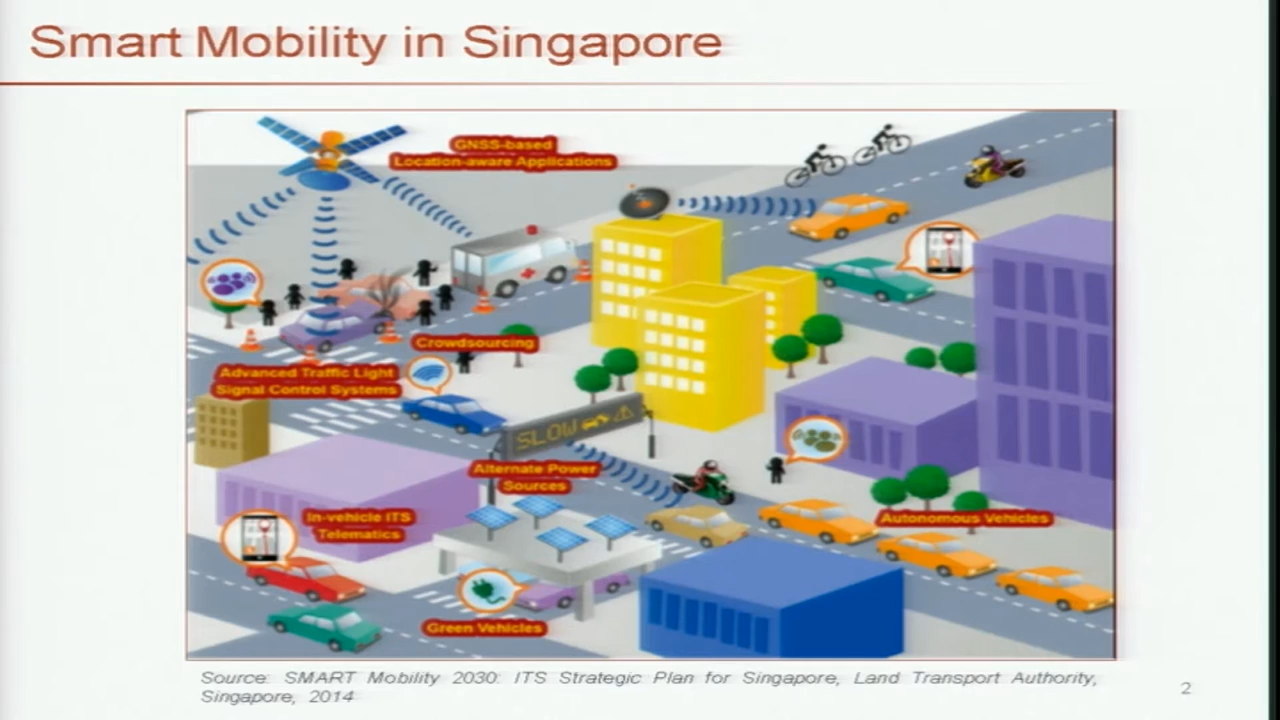 Smart Mobility in Singapore
GNSS-based
Location-aware Applications
Crowdsourcing
Advanced Traffic Light
Signal Control Systems
SLOW
Alternate Power
Sources
In-vehicle ITS
Telematics
Autonomous Vehicles
Green Vehicles
Source: SMART Mobility 2030: ITS Strategic Plan for Singapore, Land Transport Authority,
Singapore, 2014
2